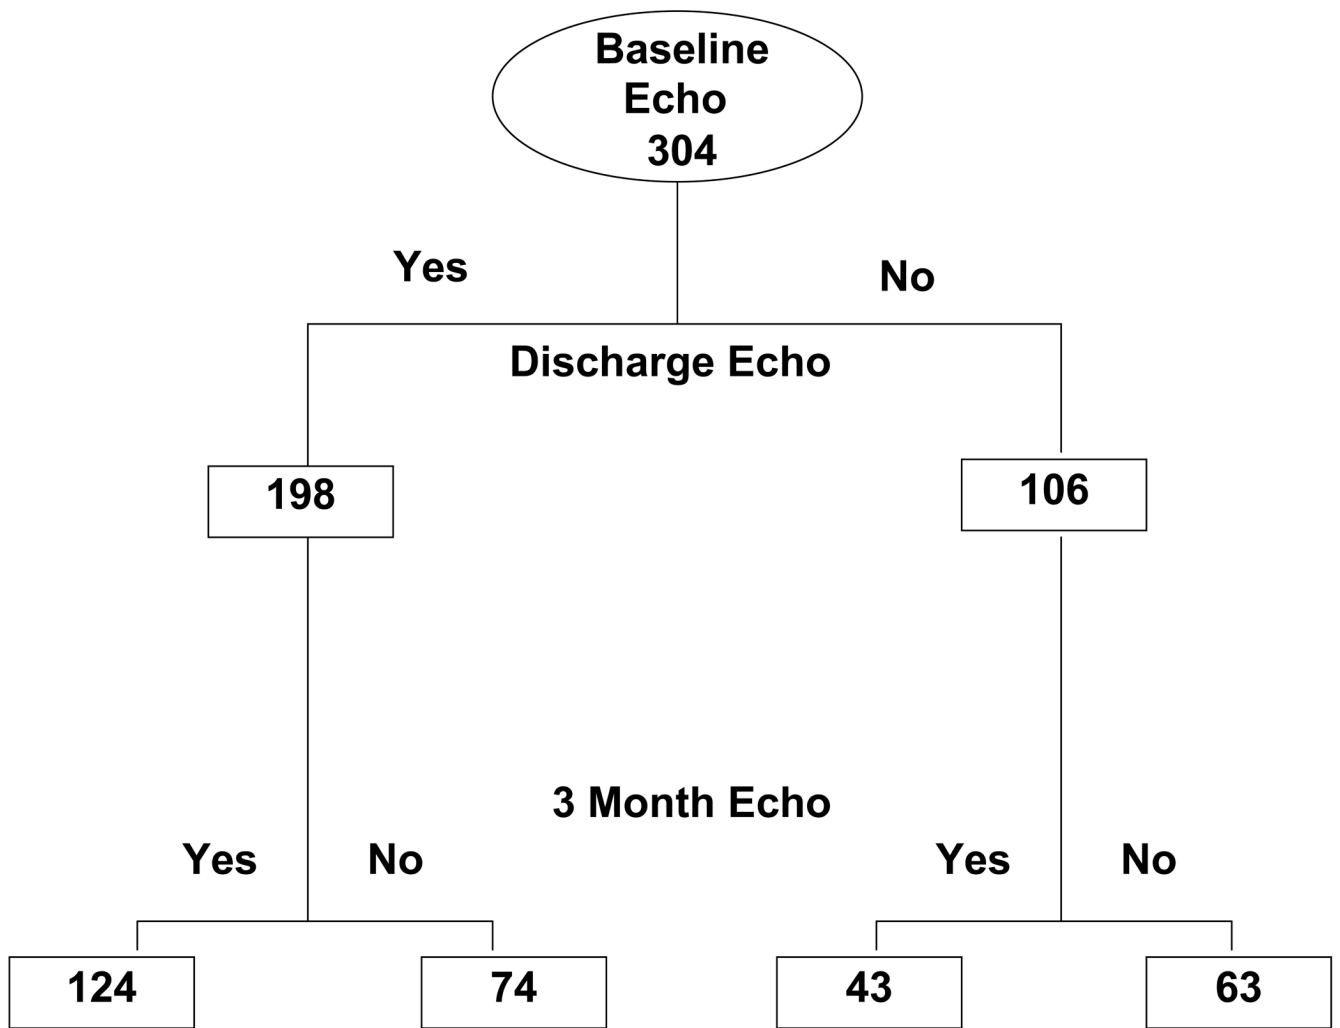 Baseline
Echo
304
Yes
No
Discharge Echo
198
106
3 Month Echo
Yes
No
Yes
No
124
74
43
63